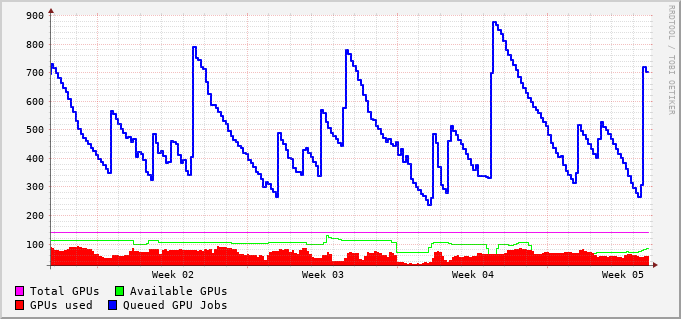 900
800
700
600
500
400
300
200
100
Week 02 Week 03 Week 04 Week 05
Total GPUs Available GPUs
GPUs used Queued GPU Jobs
RRDTOOL / TOBI OETIKER